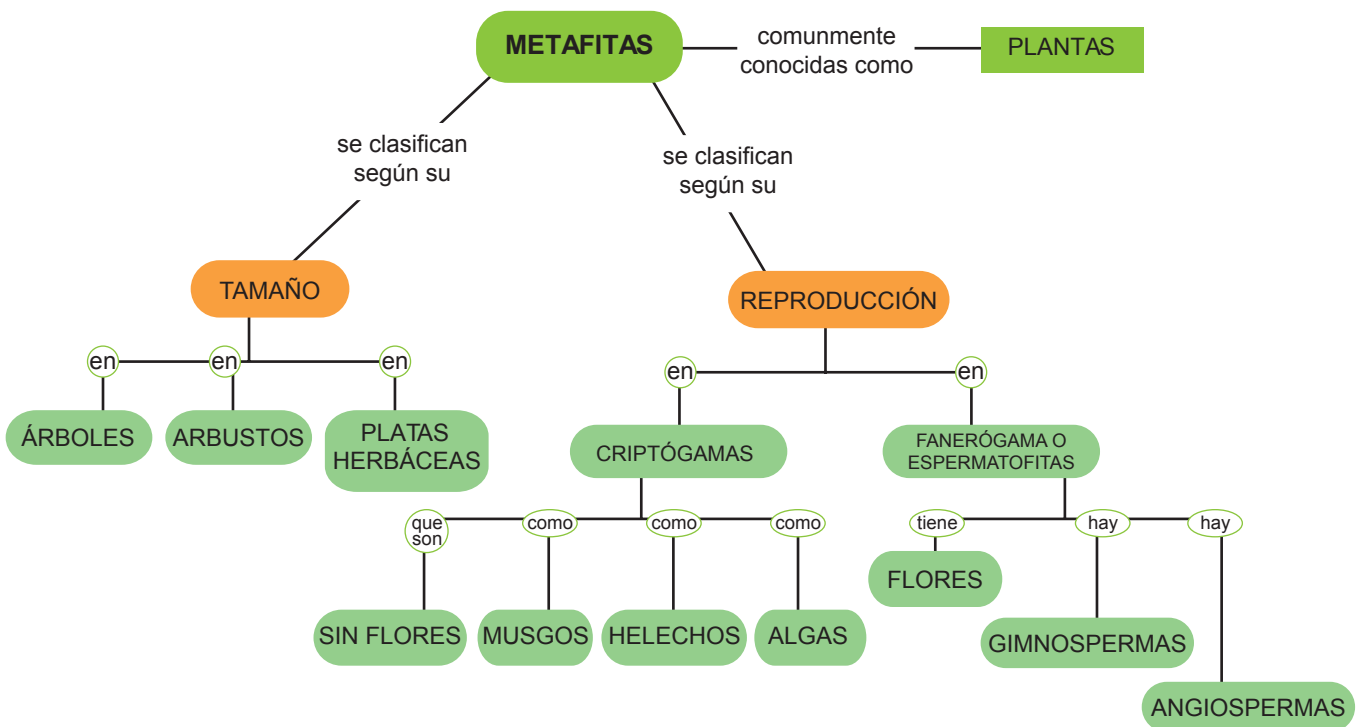 METAFITAS
comunmente
conocidas como
PLANTAS
se clasifican
según su
se clasifican
según su
TAMAÑO
REPRODUCCIÓN
en
en
en
en
en
ÁRBOLES
ARBUSTOS
PLATAS
HERBÁCEAS
CRIPTÓGAMAS
FANERÓGAMA O
ESPERMATOFITAS
que
son
como
como
como
tiene
hay
hay
FLORES
SIN FLORES
MUSGOS
HELECHOS
ALGAS
GIMNOSPERMAS
ANGIOSPERMAS